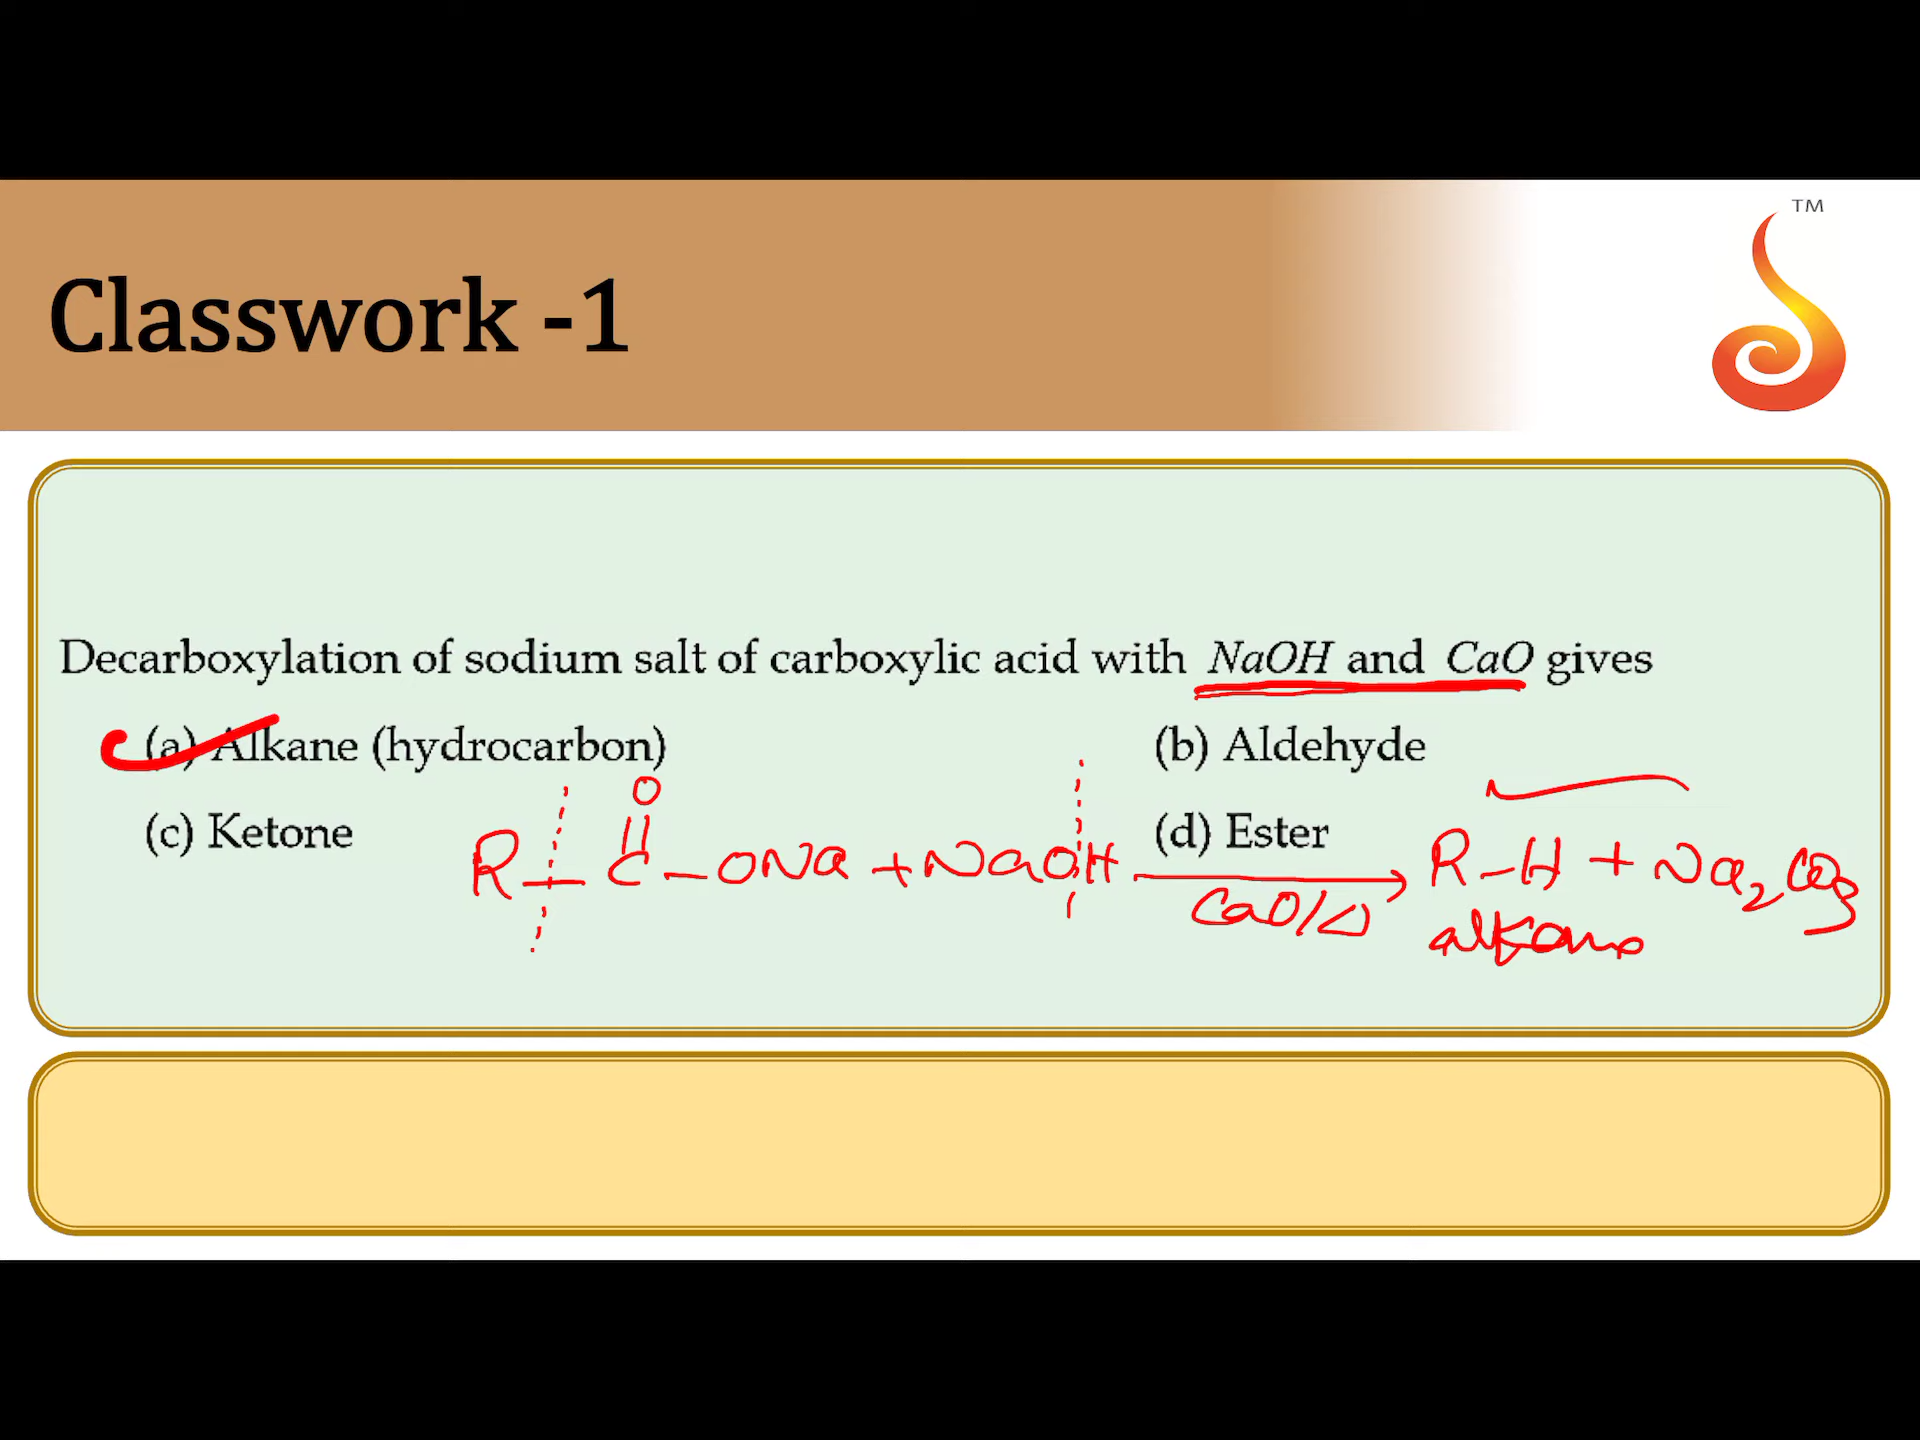 TM
Classwork -1
Decarboxylation of sodium salt of carboxylic acid with NaOH and CaO gives
(a) Alkane (hydrocarbon) (b) Aldehyde
(c) Ketone (d) Ester
O
R - C - ONa + NaOH CaO/Δ → R-H + Na2CO3
alkane